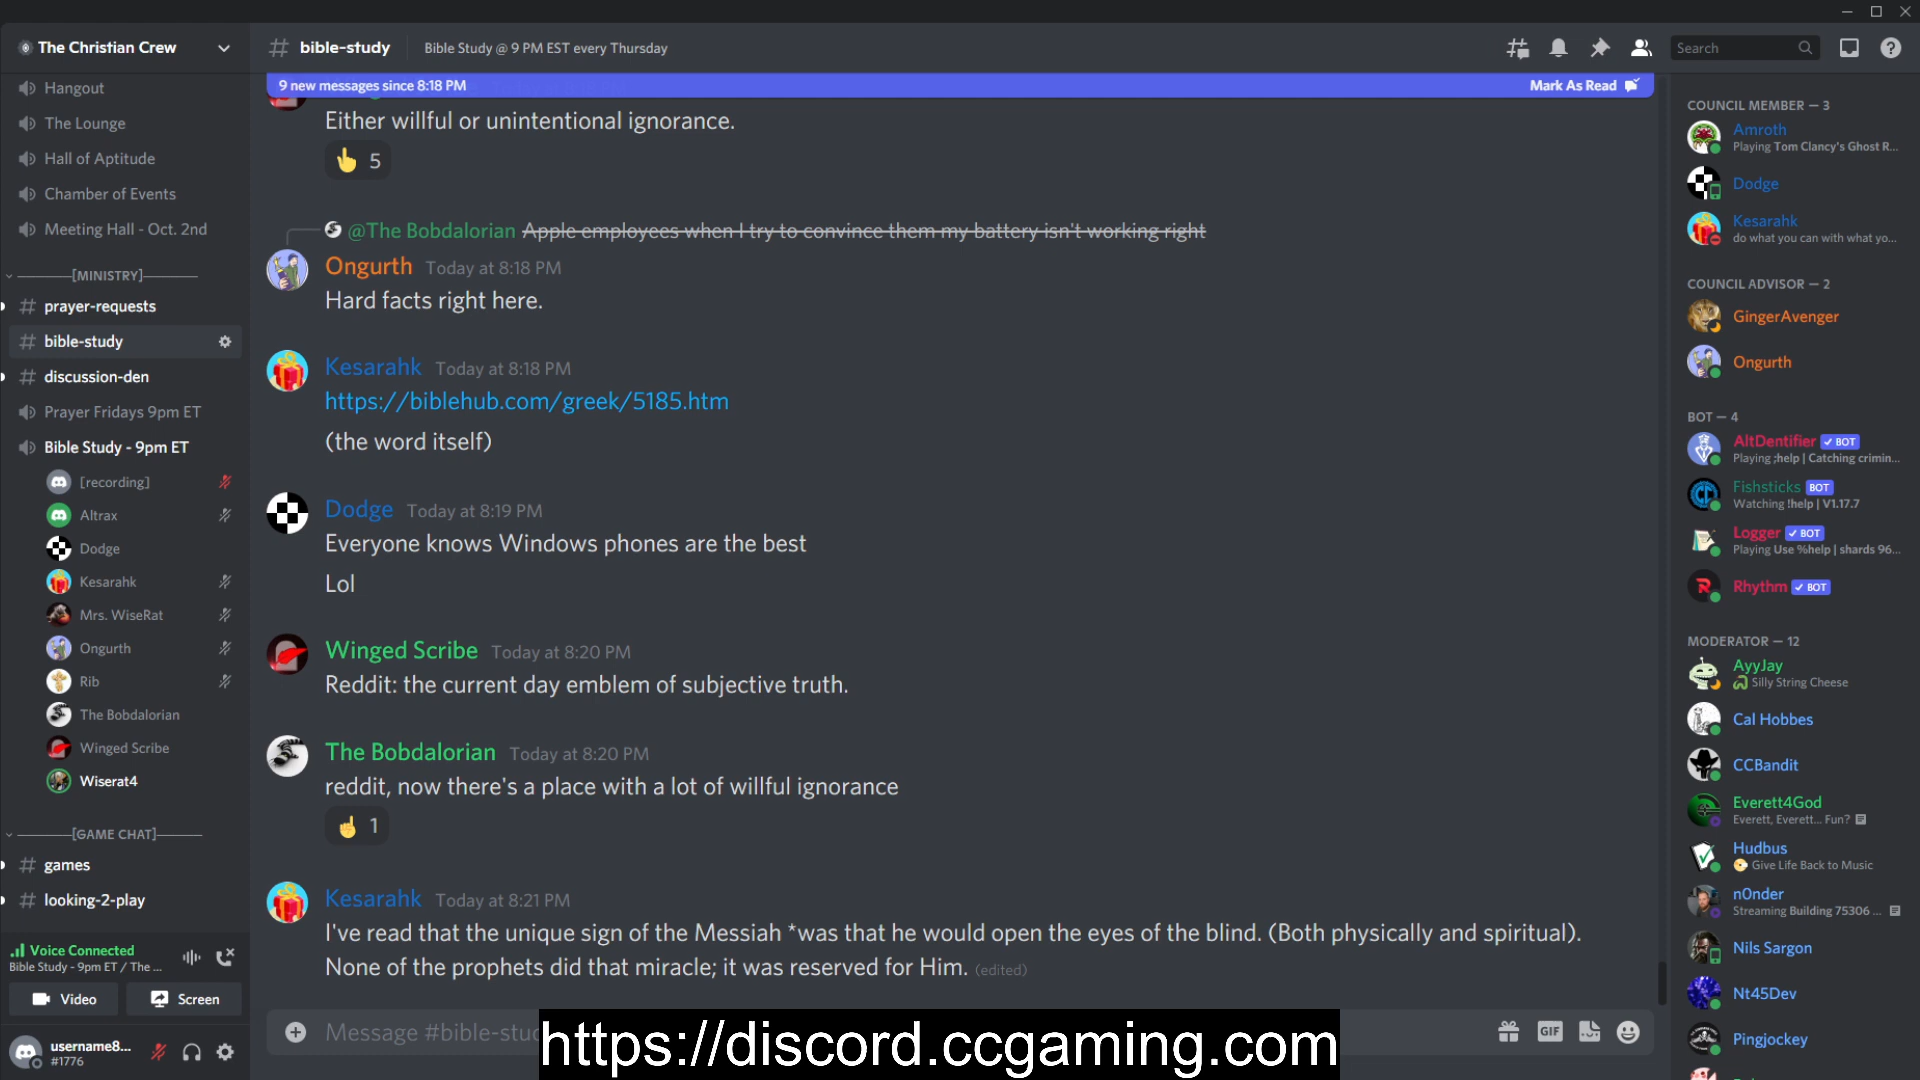 The Christian Crew
Hangout
The Lounge
Hall of Aptitude
Chamber of Events
Meeting Hall - Oct. 2nd
[MINISTRY]
prayer-requests
bible-study
discussion-den
Prayer Fridays 9pm ET
Bible Study - 9pm ET
[recording]
Altrax
Dodge
Kesarahk
Mrs. WiseRat
Ongurth
Rib
The Bobdalorian
Winged Scribe
Wiserat4
[GAME CHAT]
games
looking-2-play
Voice Connected
Bible Study - 9pm ET / The ...
Video
Screen
username8...
#1776
bible-study
Bible Study @ 9 PM EST every Thursday
Search
9 new messages since 8:18 PM
Mark As Read
Either willful or unintentional ignorance.
5
@The Bobdalorian Apple employees when I try to convince them my battery isn't working right
Ongurth Today at 8:18 PM
Hard facts right here.
Kesarahk Today at 8:18 PM
https://biblehub.com/greek/5185.htm
(the word itself)
Dodge Today at 8:19 PM
Everyone knows Windows phones are the best
Lol
Winged Scribe Today at 8:20 PM
Reddit: the current day emblem of subjective truth.
The Bobdalorian Today at 8:20 PM
reddit, now there's a place with a lot of willful ignorance
1
Kesarahk Today at 8:21 PM
I've read that the unique sign of the Messiah *was that he would open the eyes of the blind. (Both physically and spiritual).
None of the prophets did that miracle; it was reserved for Him. (edited)
Message #bible-stu
GIF
https://discord.ccgaming.com
COUNCIL MEMBER — 3
Amroth
Playing Tom Clancy's Ghost R...
Dodge
Kesarahk
do what you can with what yo...
COUNCIL ADVISOR — 2
GingerAvenger
Ongurth
BOT — 4
AltDentifier BOT
Playing ;help | Catching crimin...
Fishsticks BOT
Watching !help | V1.17.7
Logger BOT
Playing Use %help | shards 96...
Rhythm BOT
MODERATOR — 12
AyyJay
Silly String Cheese
Cal Hobbes
CCBandit
Everett4God
Everett, Everett... Fun?
Hudbus
Give Life Back to Music
n0nder
Streaming Building 75306 ...
Nils Sargon
Nt45Dev
Pingjockey